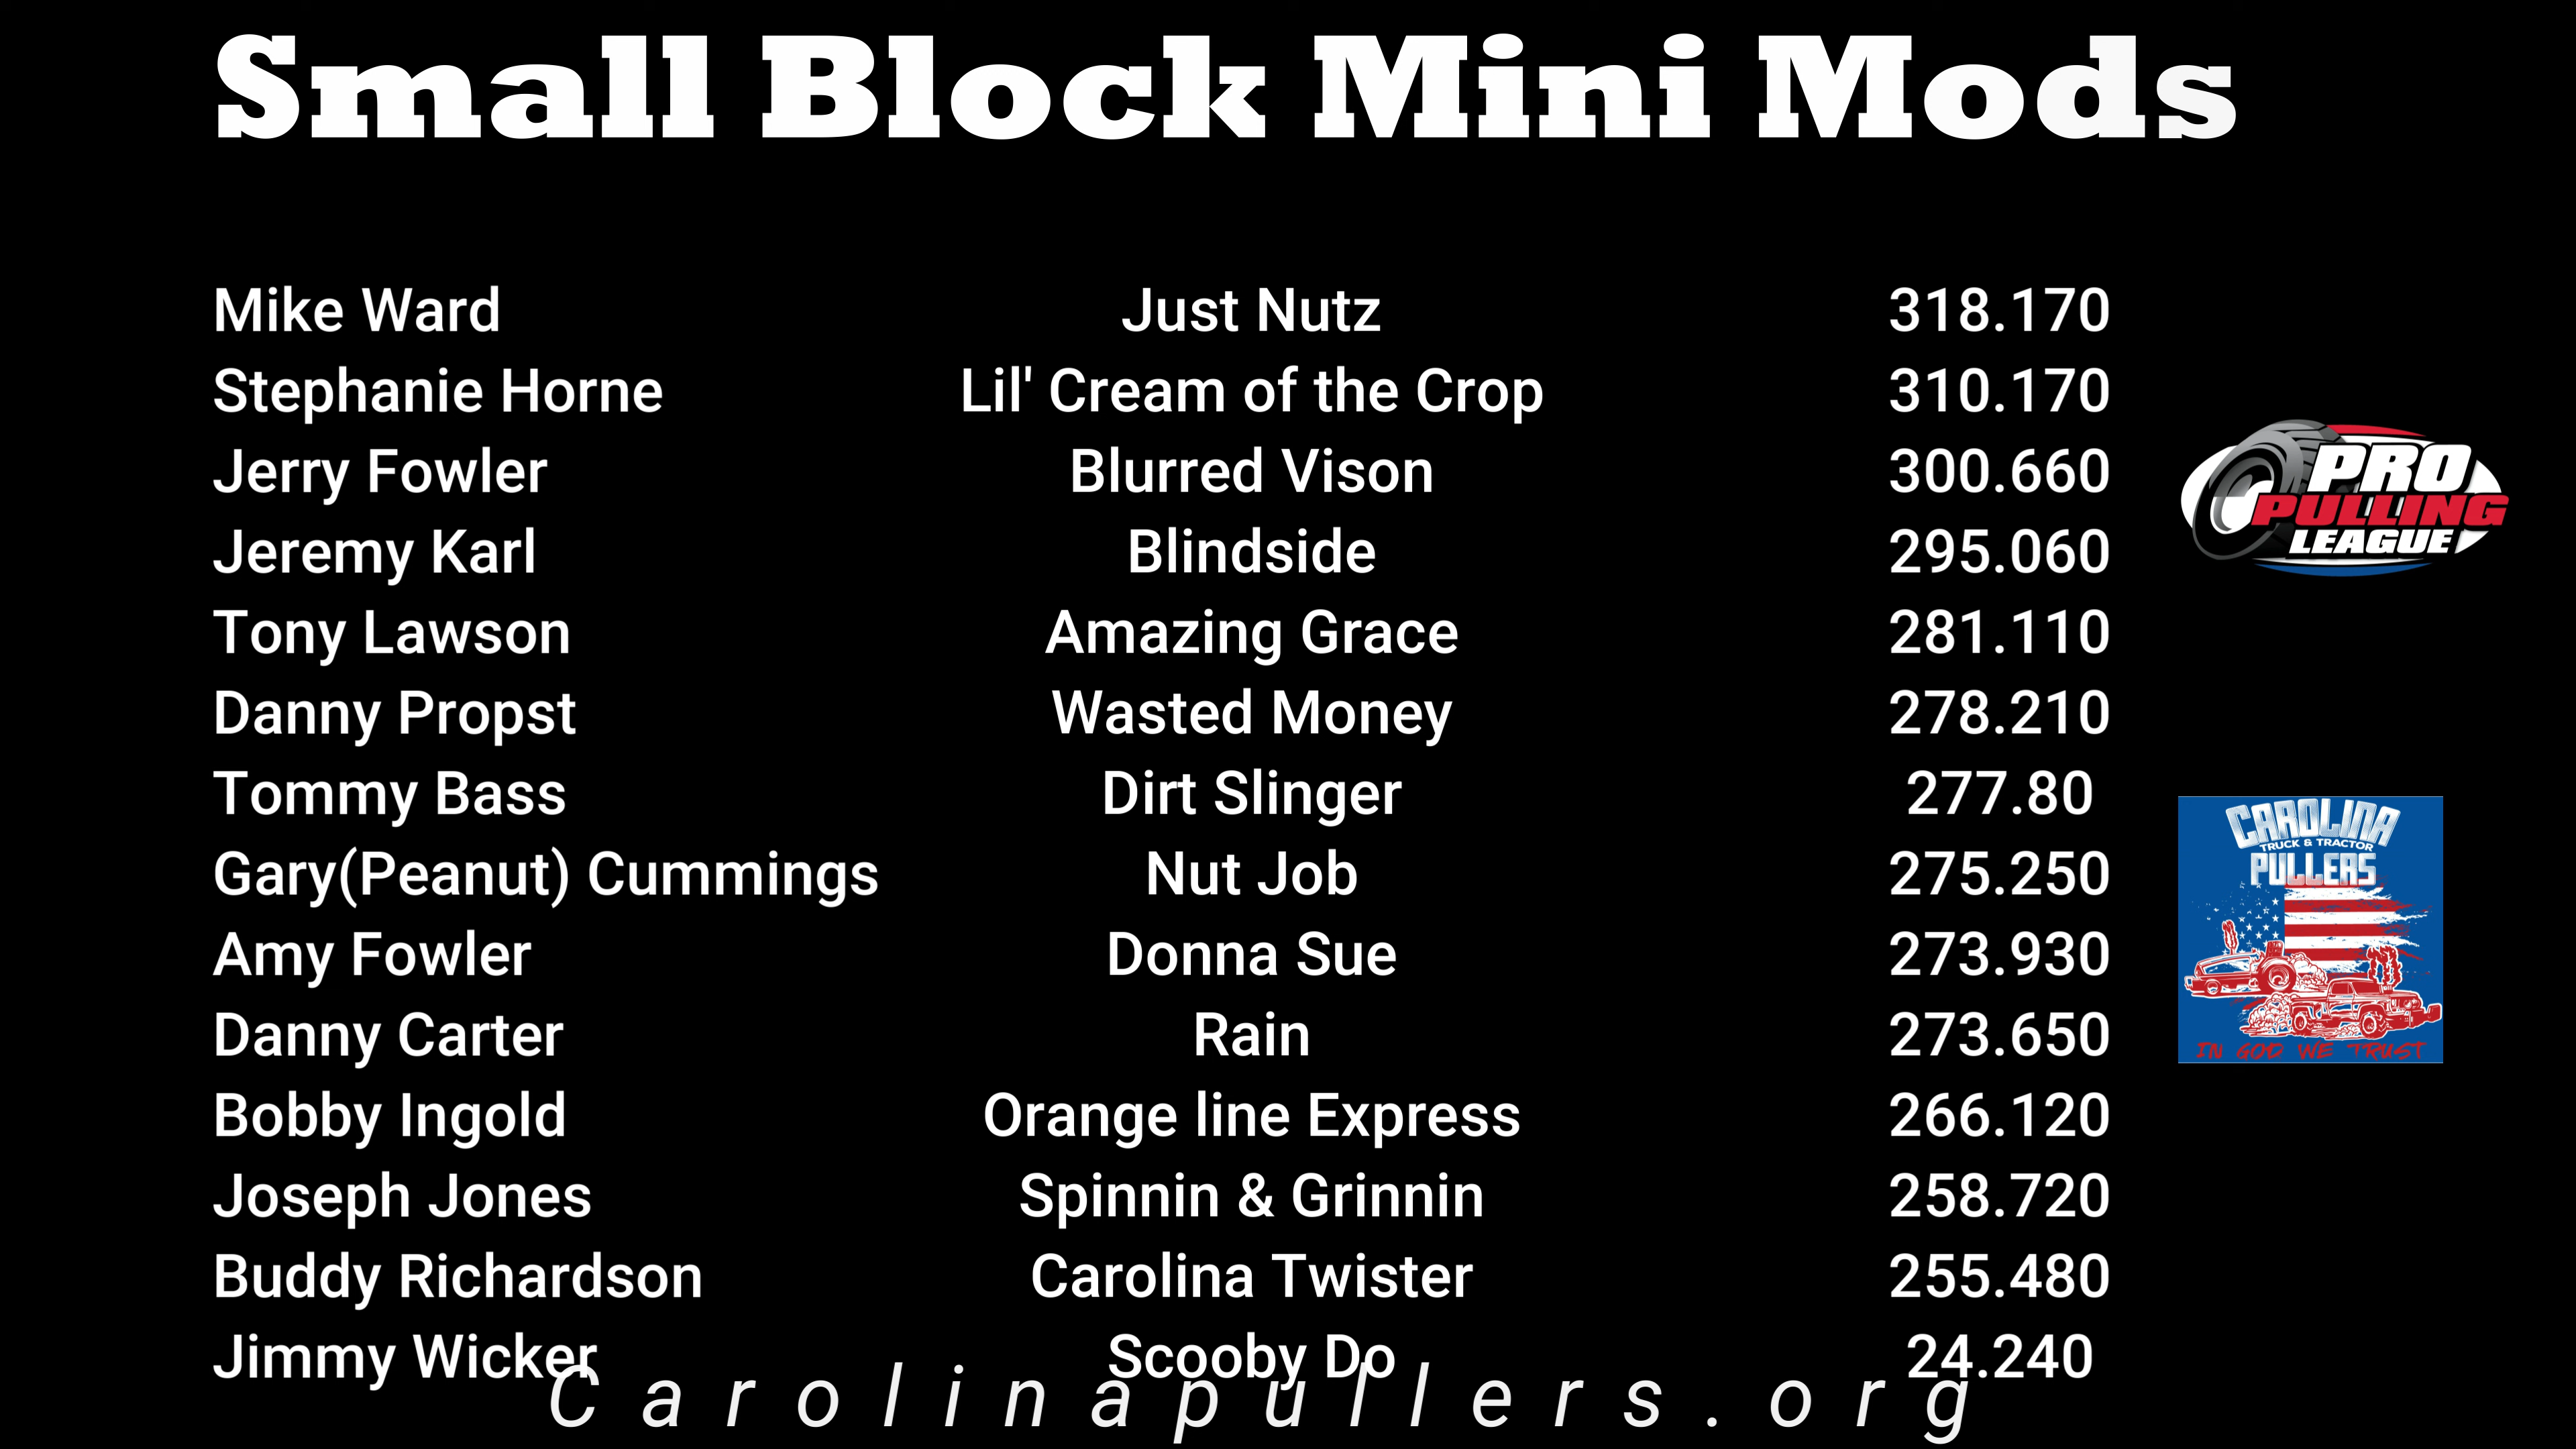 Small Block Mini Mods
Mike Ward Just Nutz 318.170
Stephanie Horne Lil' Cream of the Crop 310.170
Jerry Fowler Blurred Vison 300.660
Jeremy Karl Blindside 295.060
Tony Lawson Amazing Grace 281.110
Danny Propst Wasted Money 278.210
Tommy Bass Dirt Slinger 277.80
Gary(Peanut) Cummings Nut Job 275.250
Amy Fowler Donna Sue 273.930
Danny Carter Rain 273.650
Bobby Ingold Orange line Express 266.120
Joseph Jones Spinnin & Grinnin 258.720
Buddy Richardson Carolina Twister 255.480
Jimmy Wicker Scooby Do 24.240
Carolinapullers.org
PRO
PULLING
LEAGUE
CAROLINA
TRUCK & TRACTOR
PULLERS
IN GOD WE TRUST